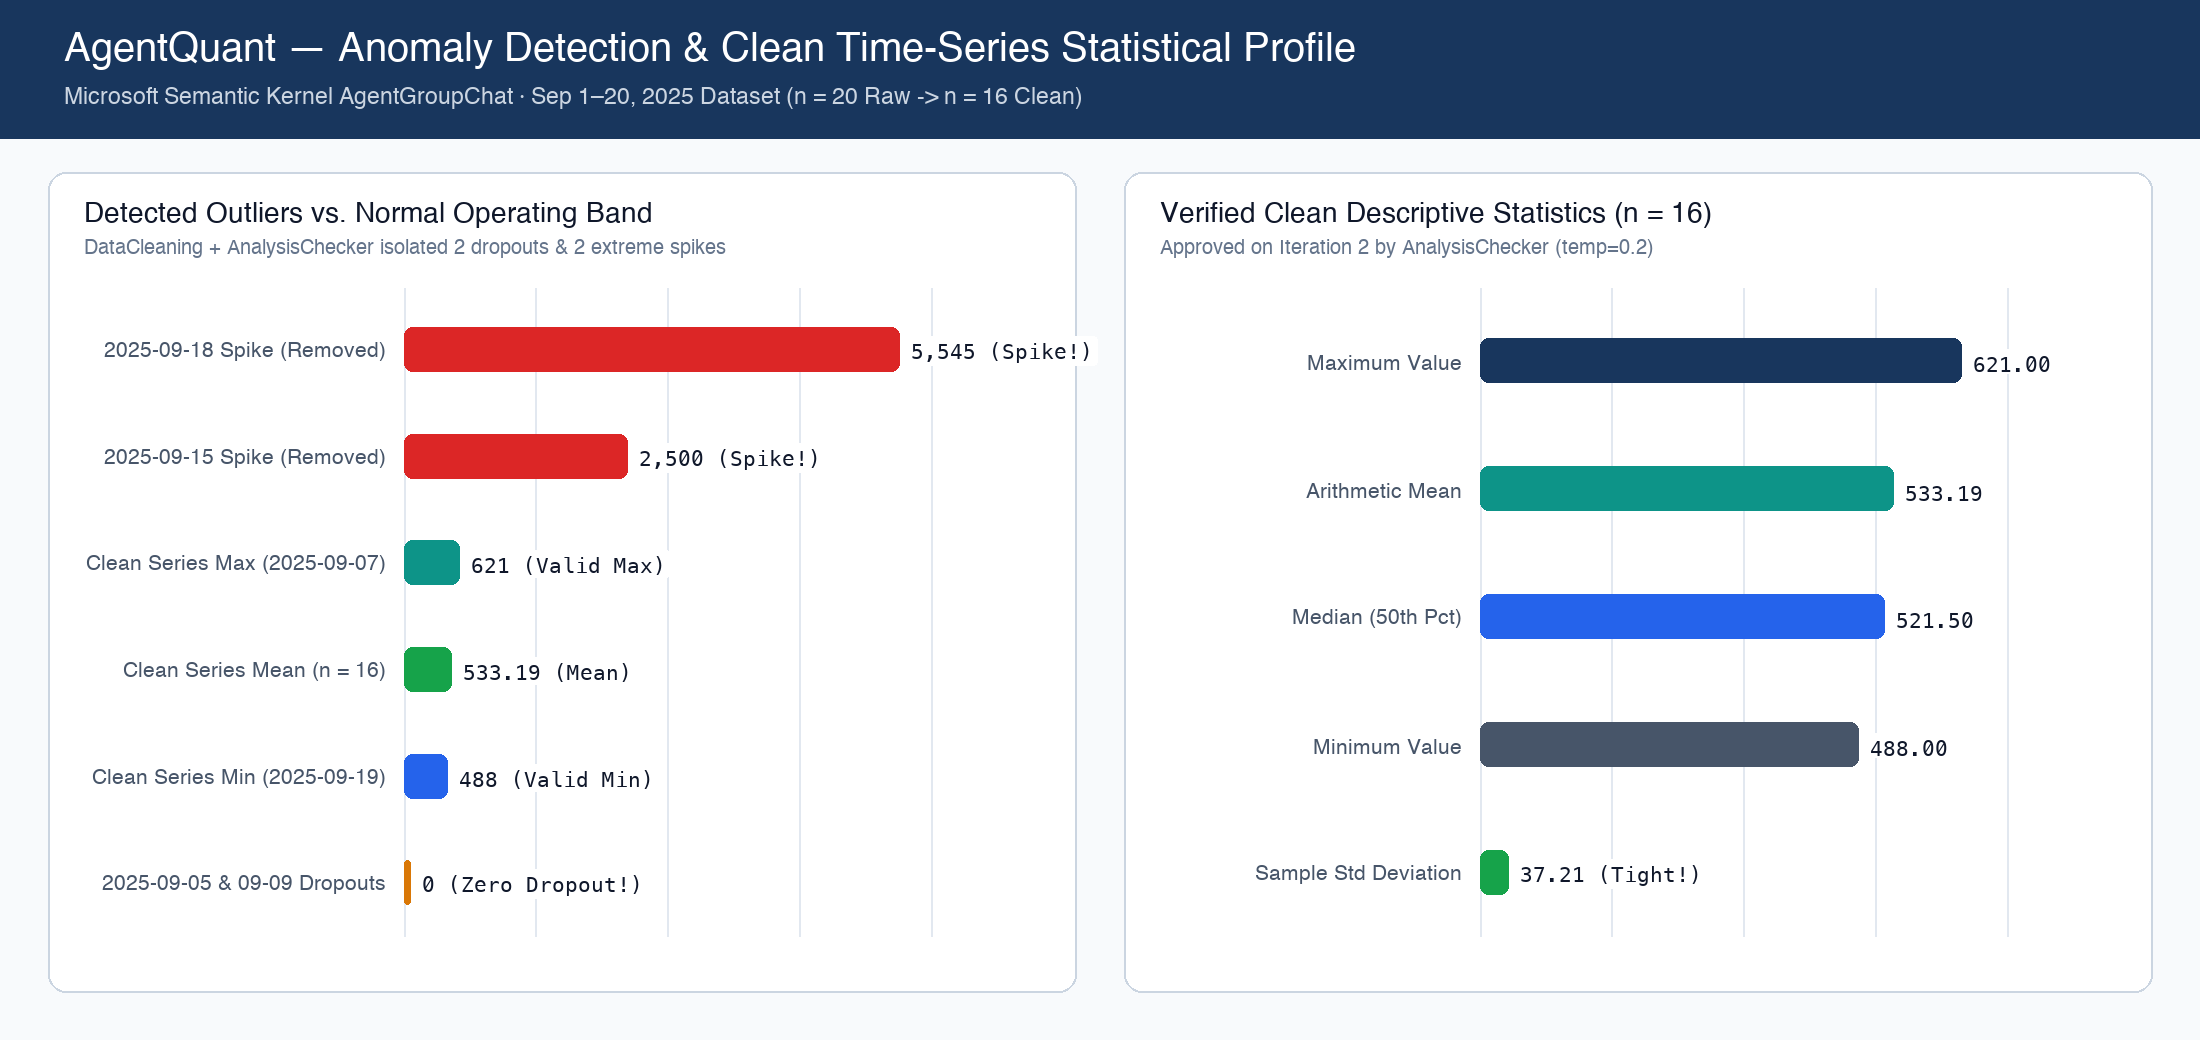 AgentQuant — Anomaly Detection & Clean Time-Series Statistical Profile
Microsoft Semantic Kernel AgentGroupChat · Sep 1–20, 2025 Dataset (n = 20 Raw -> n = 16 Clean)
Detected Outliers vs. Normal Operating Band
DataCleaning + AnalysisChecker isolated 2 dropouts & 2 extreme spikes
2025-09-18 Spike (Removed) 5,545 (Spike!)
2025-09-15 Spike (Removed) 2,500 (Spike!)
Clean Series Max (2025-09-07) 621 (Valid Max)
Clean Series Mean (n = 16) 533.19 (Mean)
Clean Series Min (2025-09-19) 488 (Valid Min)
2025-09-05 & 09-09 Dropouts 0 (Zero Dropout!)
Verified Clean Descriptive Statistics (n = 16)
Approved on Iteration 2 by AnalysisChecker (temp=0.2)
Maximum Value 621.00
Arithmetic Mean 533.19
Median (50th Pct) 521.50
Minimum Value 488.00
Sample Std Deviation 37.21 (Tight!)